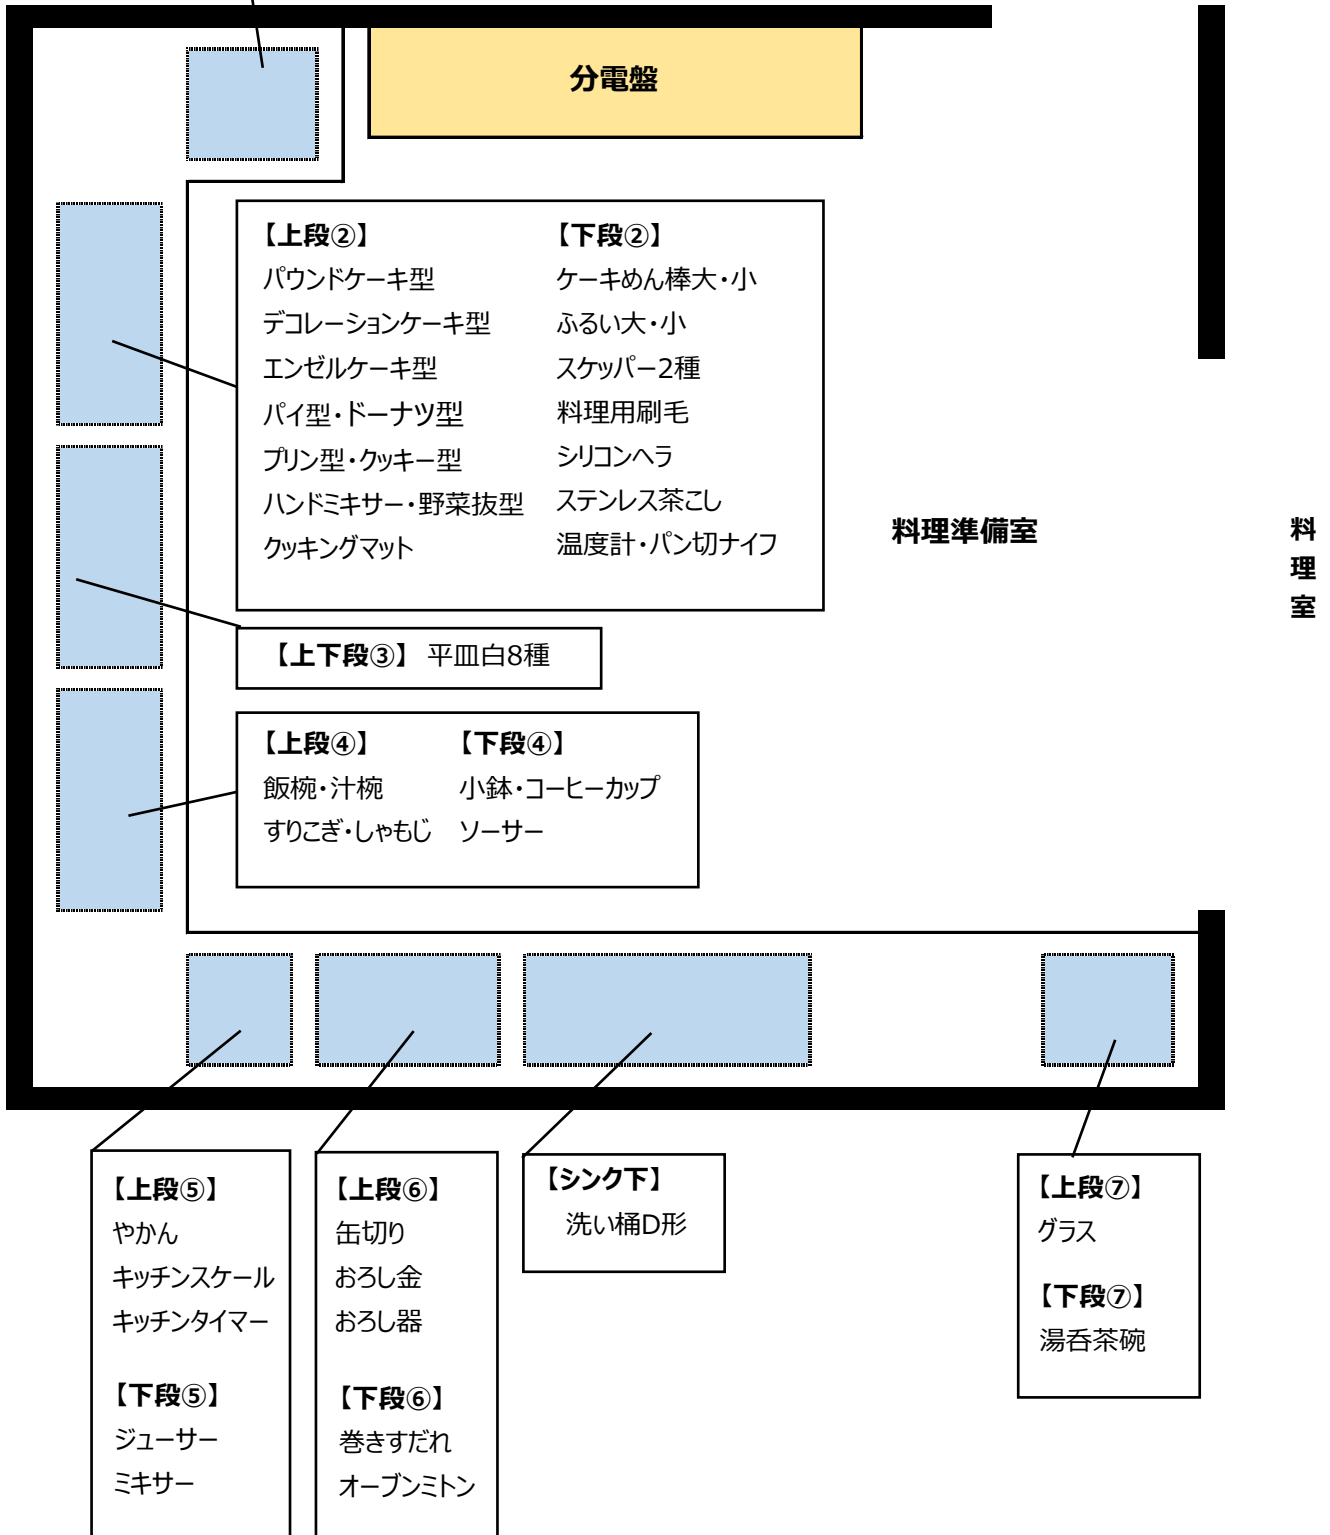 分電盤
【上段②】
パウンドケーキ型
デコレーションケーキ型
エンゼルケーキ型
パイ型・ドーナツ型
プリン型・クッキー型
ハンドミキサー・野菜抜型
クッキングマット
【下段②】
ケーキめん棒大・小
ふるい大・小
スケッパー2種
料理用刷毛
シリコンヘラ
ステンレス茶こし
温度計・パン切ナイフ
料理準備室
料
理
室
【上下段③】 平皿白8種
【上段④】
飯椀・汁椀
すりこぎ・しゃもじ
【下段④】
小鉢・コーヒーカップ
ソーサー
【上段⑤】
やかん
キッチンスケール
キッチンタイマー
【下段⑤】
ジューサー
ミキサー
【上段⑥】
缶切り
おろし金
おろし器
【下段⑥】
巻きすだれ
オーブンミトン
【シンク下】
洗い桶D形
【上段⑦】
グラス
【下段⑦】
湯呑茶碗